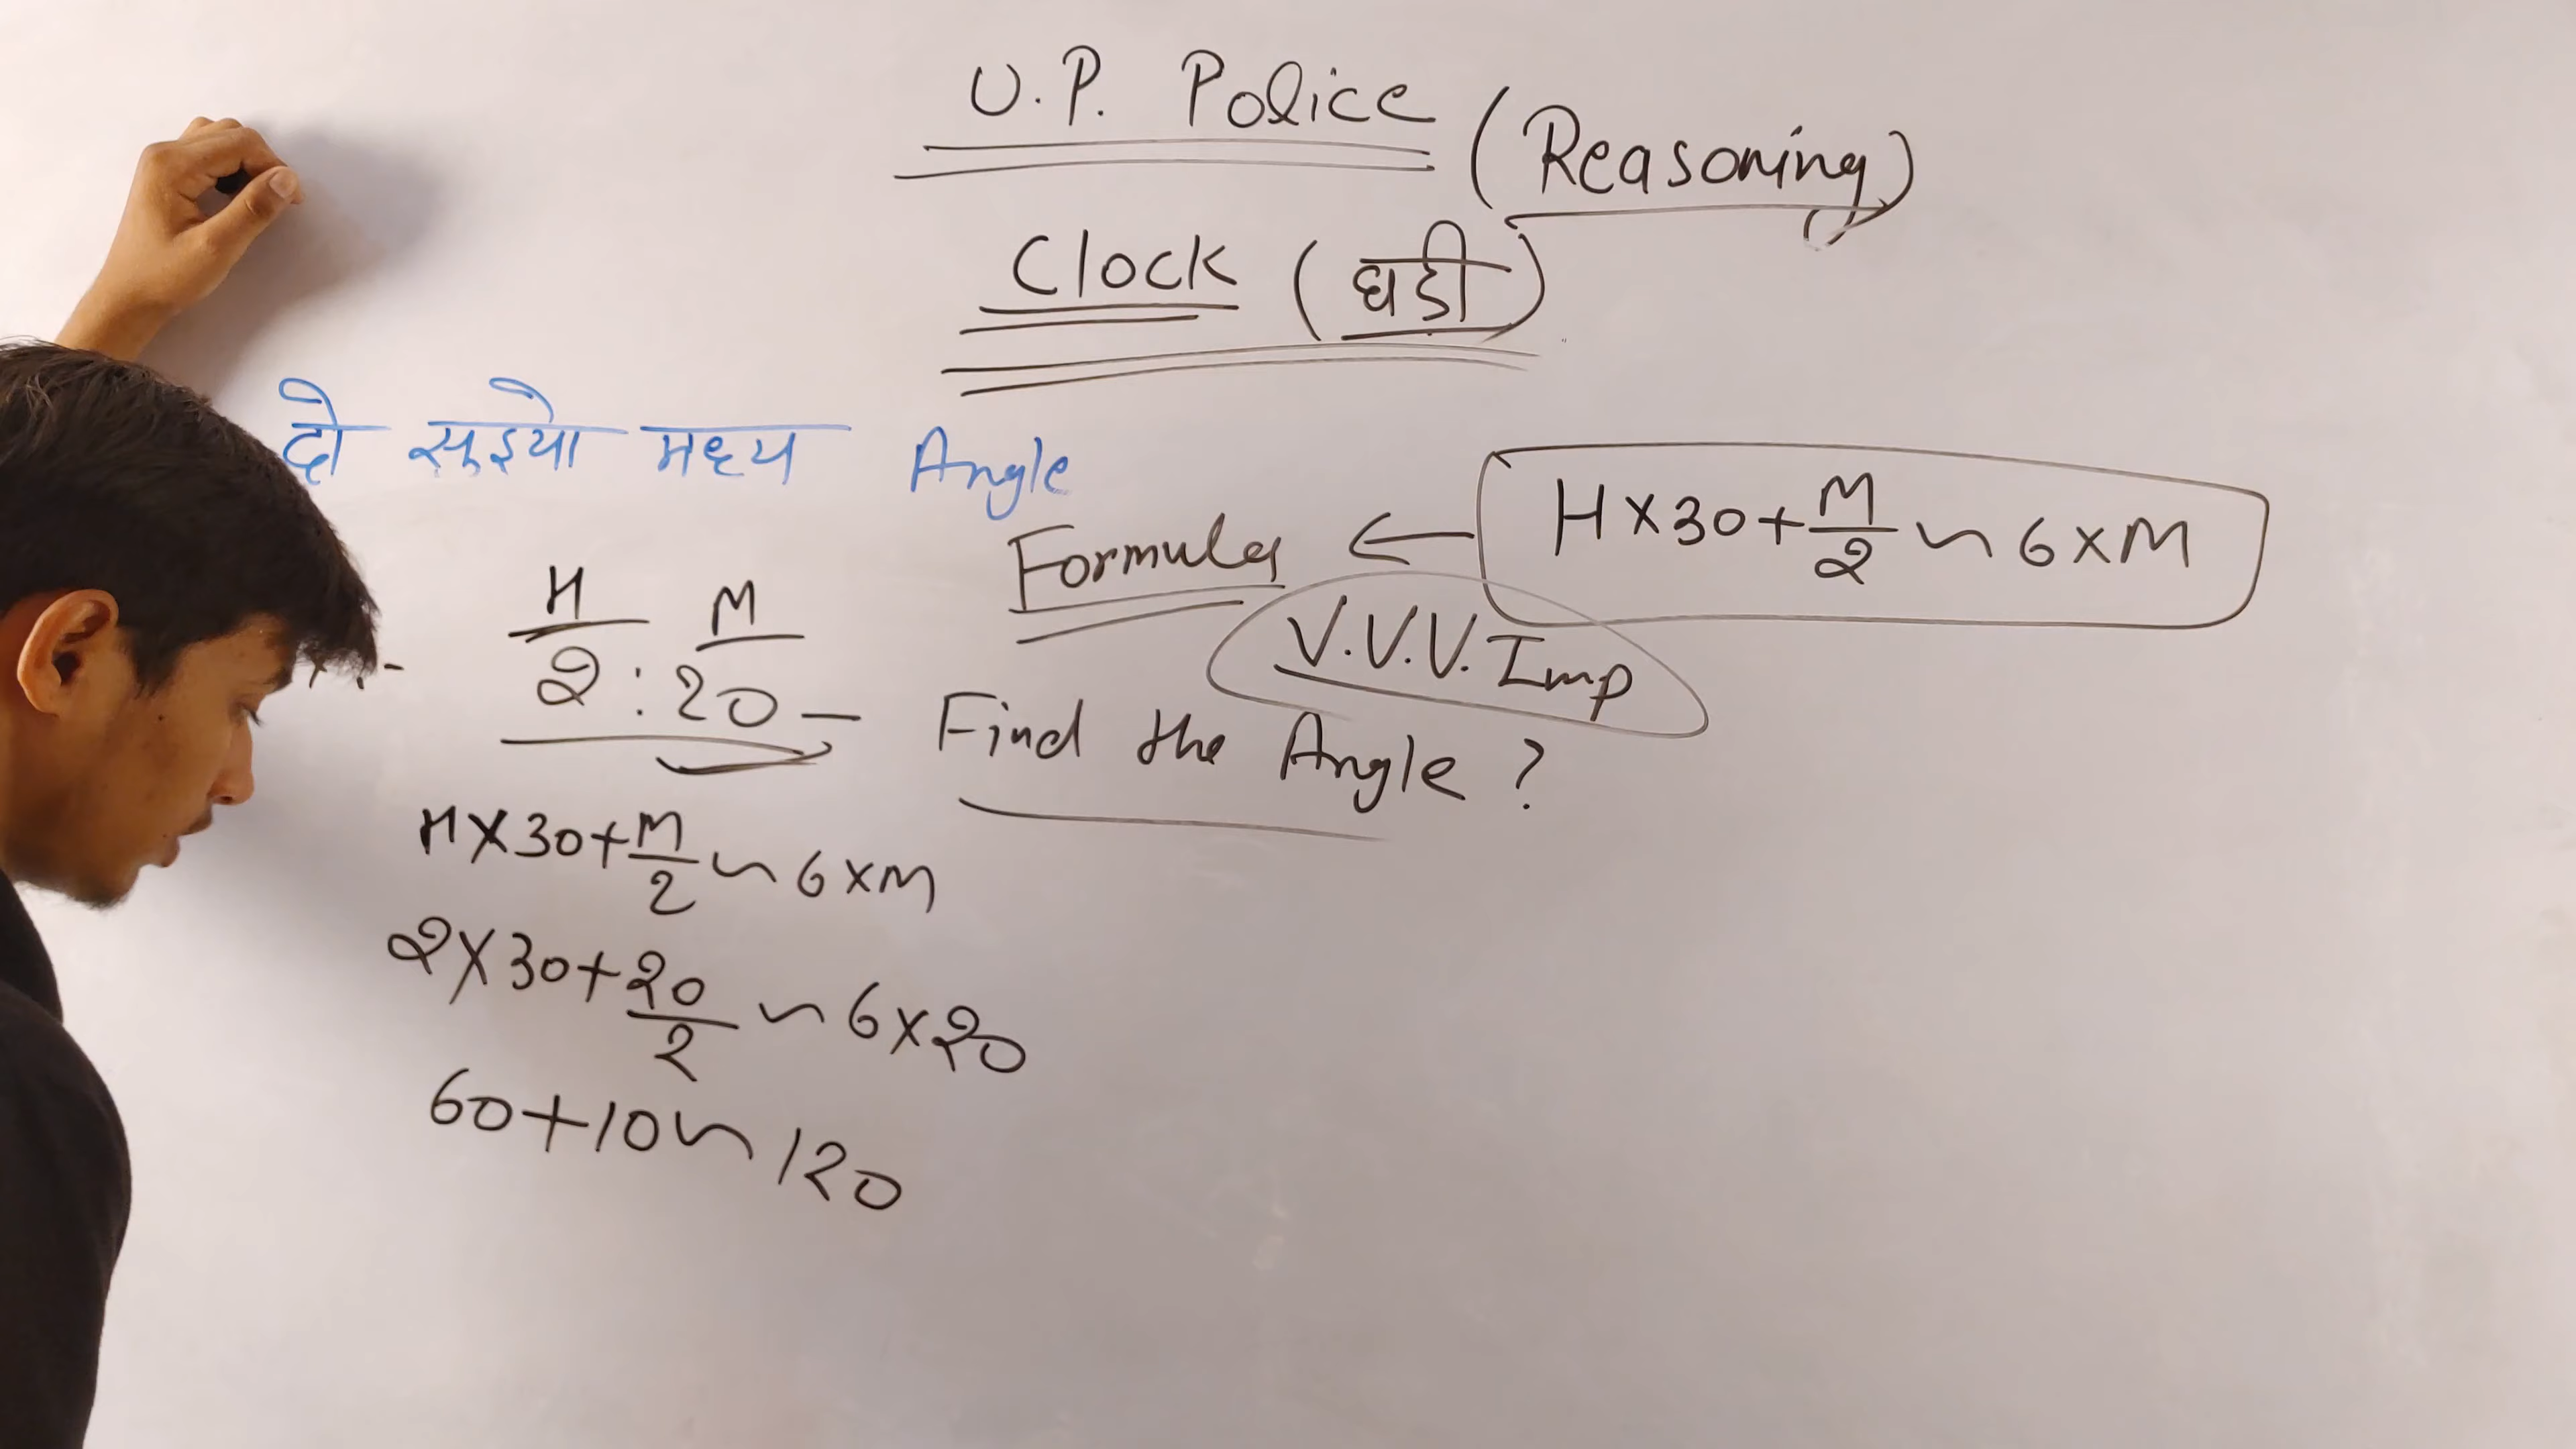 U.P. Police (Reasoning)
Clock (घडी)
दो सूइयो मध्य Angle
Formula ← H×30+M/2 ~ 6×M
V.V.V. Imp
H M
2 : 20 — Find the Angle ?
H×30+M/2 ~ 6×M
2×30+20/2 ~ 6×20
60+10 ~ 120